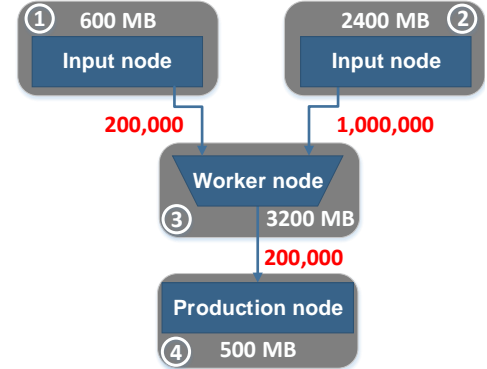 1 600 MB
Input node
2400 MB 2
Input node
200,000
1,000,000
Worker node
3 3200 MB
200,000
Production node
4 500 MB